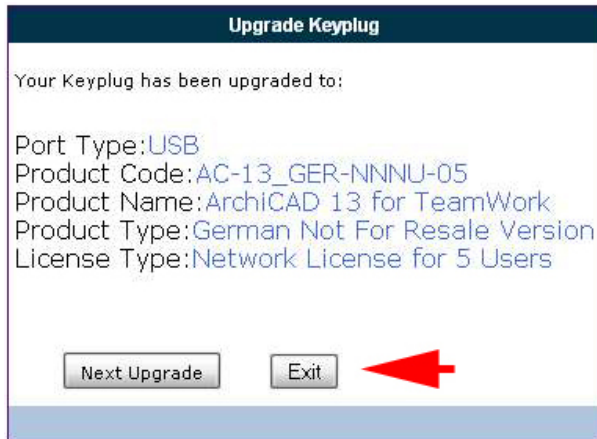 Upgrade Keyplug
Your Keyplug has been upgraded to:
Port Type:USB
Product Code:AC-13_GER-NNNU-05
Product Name:ArchiCAD 13 for TeamWork
Product Type:German Not For Resale Version
License Type:Network License for 5 Users
Next Upgrade Exit